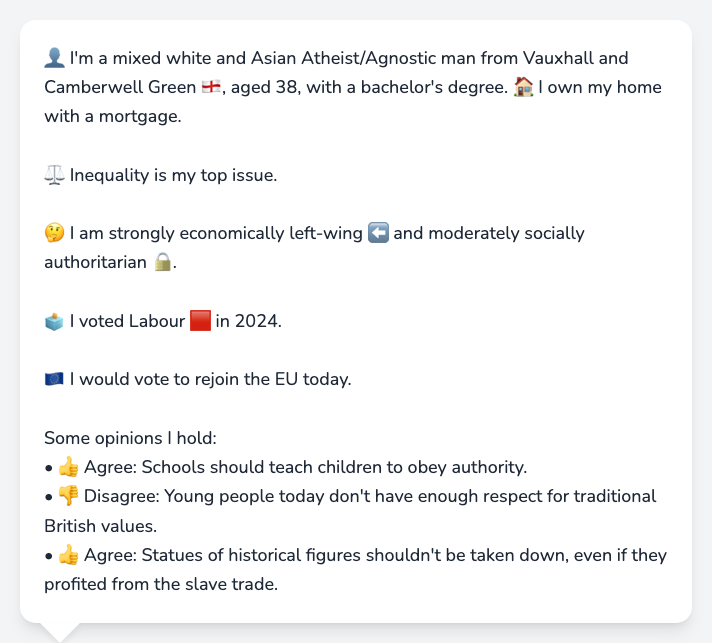 👤 I'm a mixed white and Asian Atheist/Agnostic man from Vauxhall and
Camberwell Green 🏴󠁧󠁢󠁥󠁮󠁧󠁿, aged 38, with a bachelor's degree. 🏠 I own my home
with a mortgage.
⚖️ Inequality is my top issue.
🤔 I am strongly economically left-wing ⬅️ and moderately socially
authoritarian 🔒.
🗳️ I voted Labour 🟥 in 2024.
🇪🇺 I would vote to rejoin the EU today.
Some opinions I hold:
• 👍 Agree: Schools should teach children to obey authority.
• 👎 Disagree: Young people today don't have enough respect for traditional
British values.
• 👍 Agree: Statues of historical figures shouldn't be taken down, even if they
profited from the slave trade.